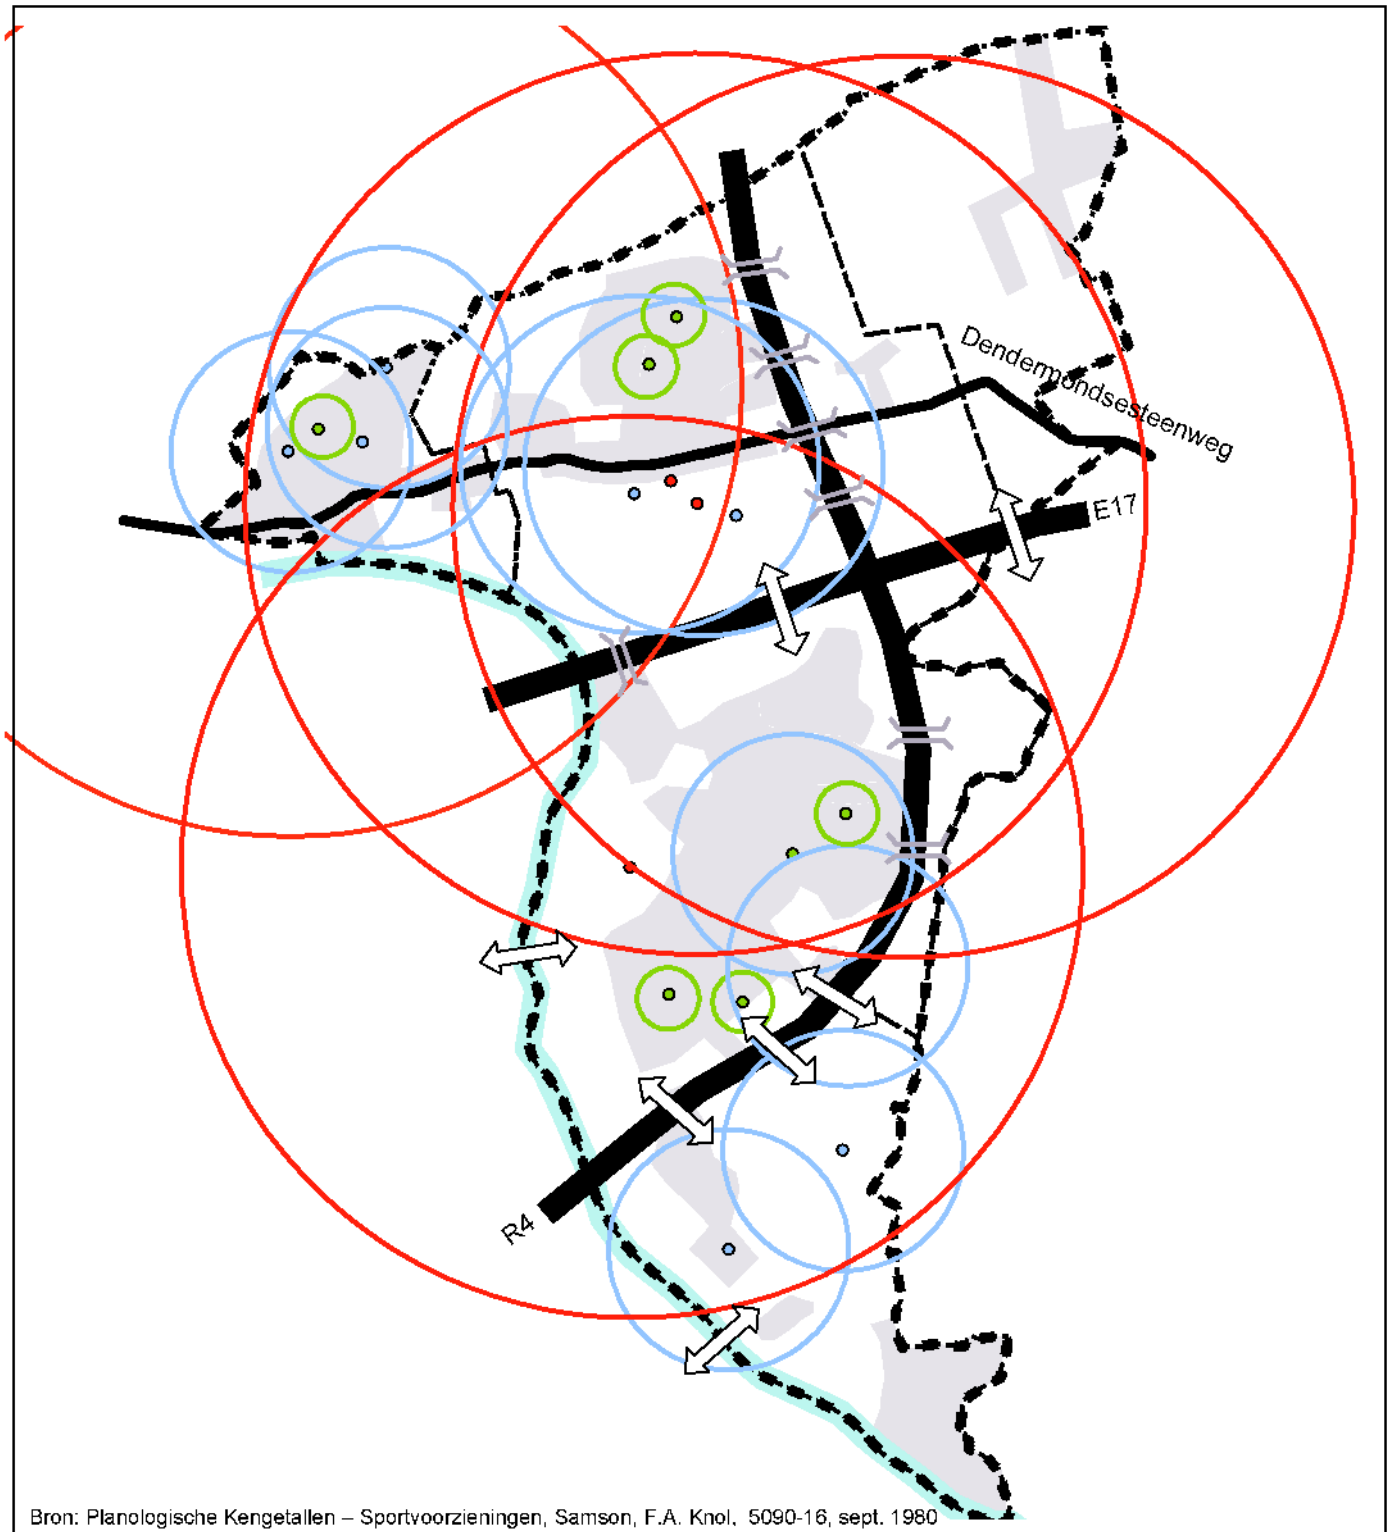 Dendermondsesteenweg
E17
R4
Bron: Planologische Kengetallen – Sportvoorzieningen, Samson, F.A. Knol, 5090-16, sept. 1980